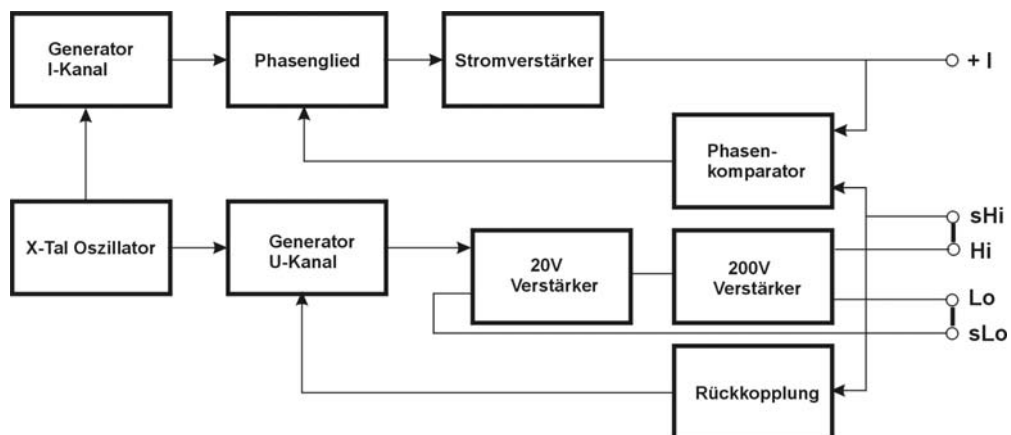 Generator
I-Kanal
Phasenglied
Stromverstärker
+ I
Phasen-
komparator
X-Tal Oszillator
Generator
U-Kanal
20V
Verstärker
200V
Verstärker
sHi
Hi
Lo
sLo
Rückkopplung